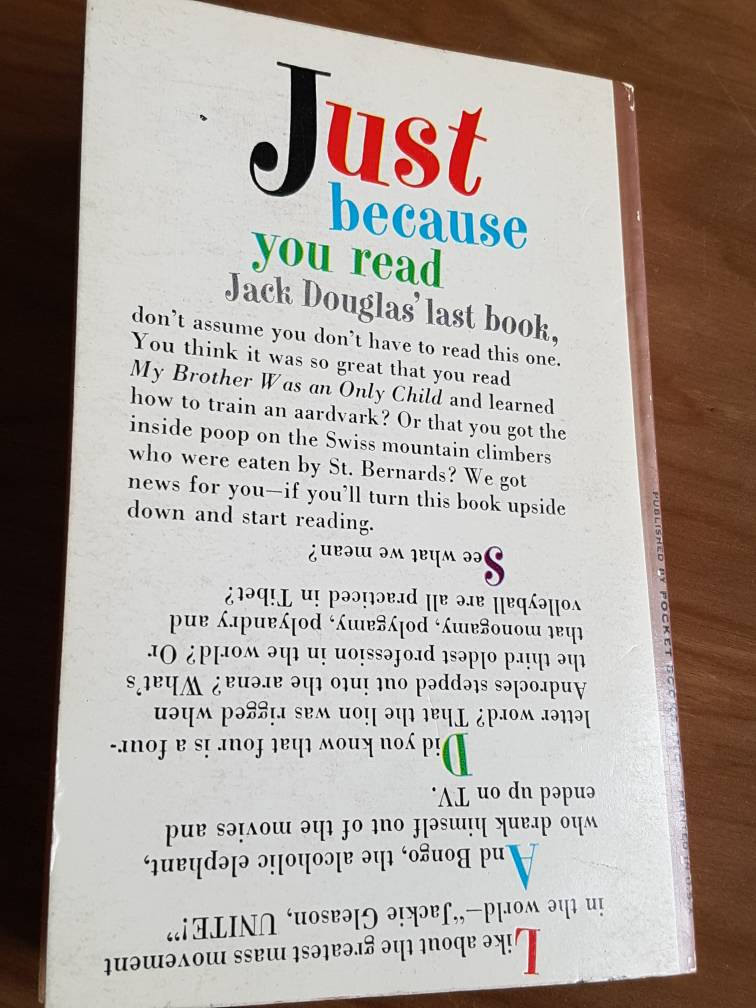 Just
because
you read
Jack Douglas' last book,
don't assume you don't have to read this one.
You think it was so great that you read
My Brother Was an Only Child and learned
how to train an aardvark? Or that you got the
inside poop on the Swiss mountain climbers
who were eaten by St. Bernards? We got
news for you—if you'll turn this book upside
down and start reading.
Like about the greatest mass movement
in the world—“Jackie Gleason, UNITE!”
And Bongo, the alcoholic elephant,
who drank himself out of the movies and
ended up on TV.
Did you know that four is a four-
letter word? That the lion was rigged when
Androcles stepped out into the arena? What's
the third oldest profession in the world? Or
that monogamy, polygamy, polyandry and
volleyball are all practiced in Tibet?
See what we mean?
PUBLISHED BY POCKET BOOKS